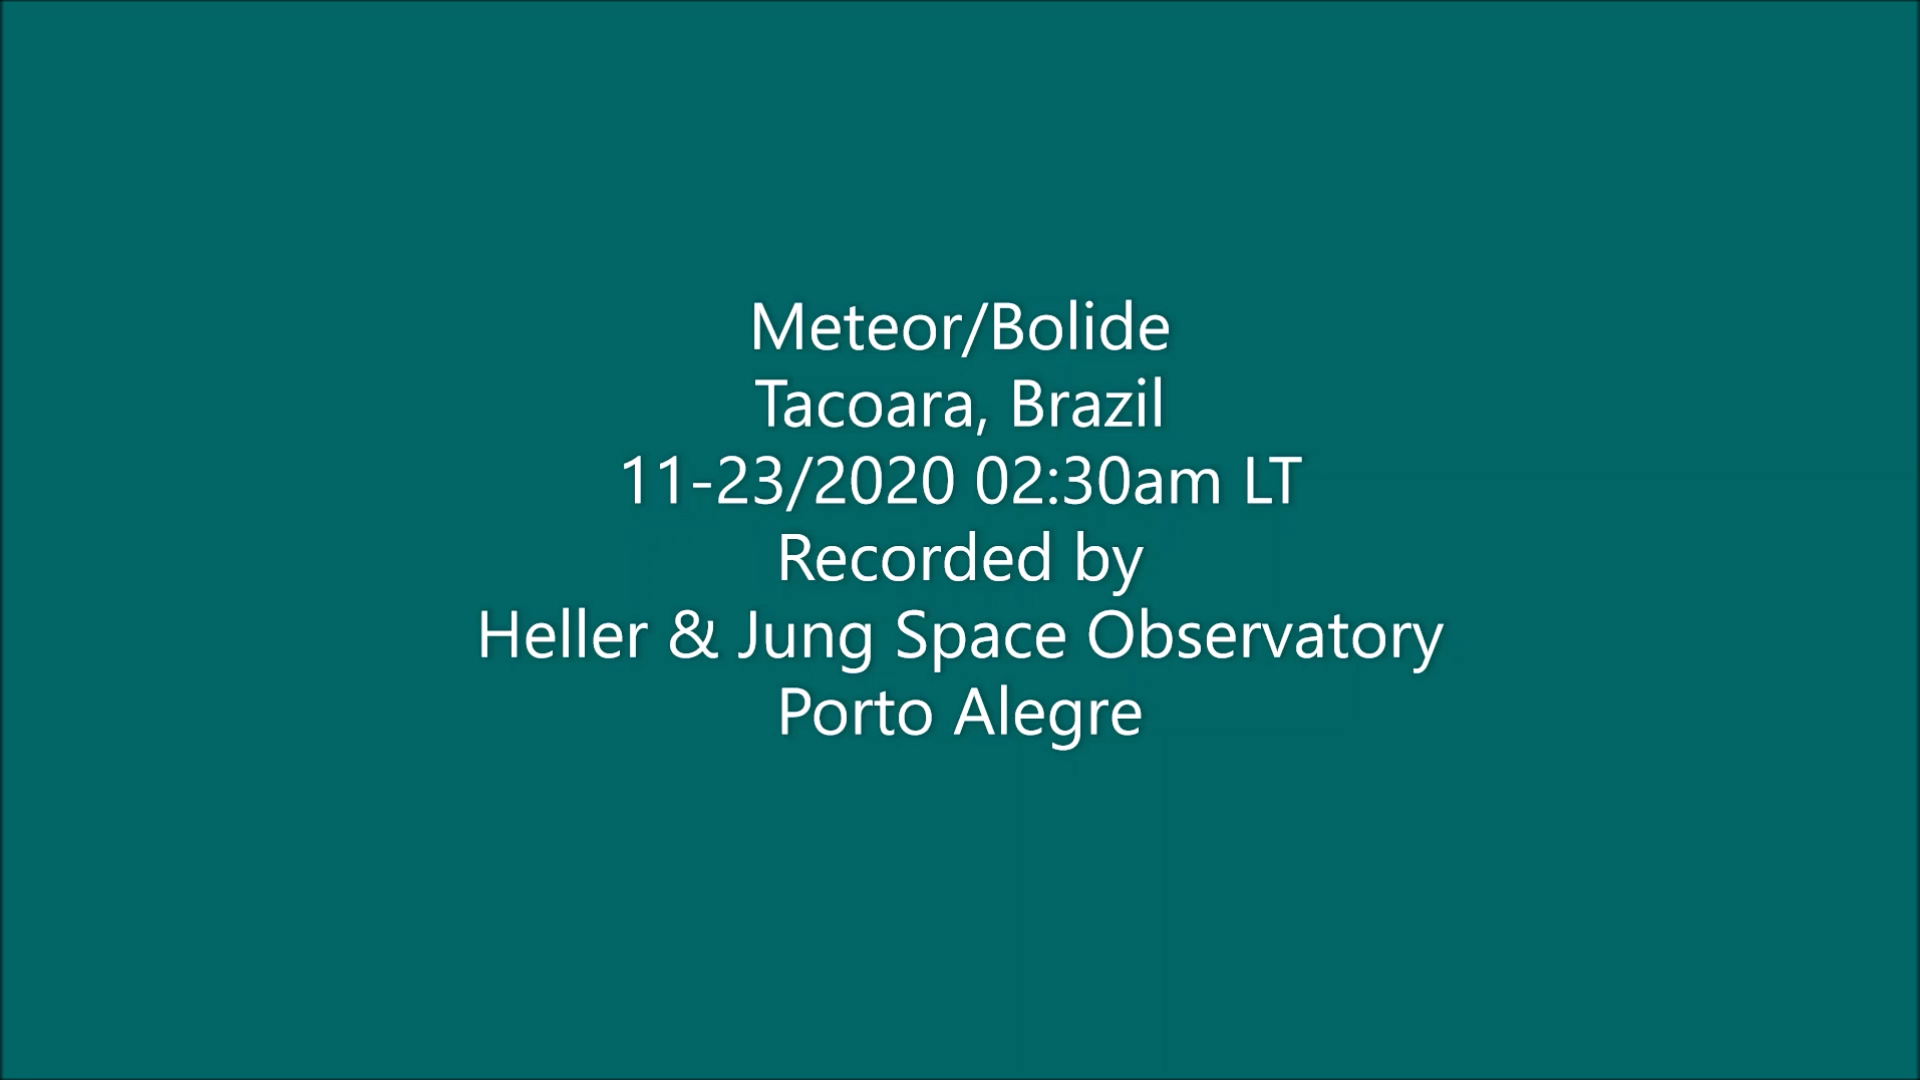 Meteor/Bolide
Tacoara, Brazil
11-23/2020 02:30am LT
Recorded by
Heller & Jung Space Observatory
Porto Alegre